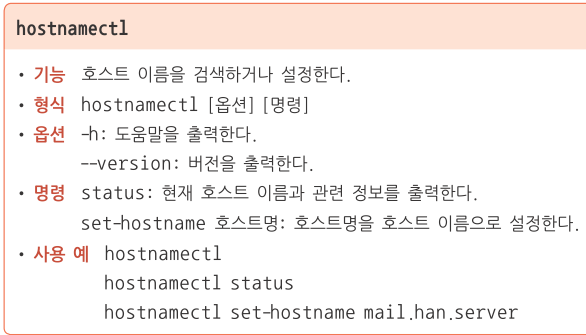 hostnamectl
• 기능 호스트 이름을 검색하거나 설정한다.
• 형식 hostnamectl [옵션] [명령]
• 옵션 -h: 도움말을 출력한다.
--version: 버전을 출력한다.
• 명령 status: 현재 호스트 이름과 관련 정보를 출력한다.
set-hostname 호스트명: 호스트명을 호스트 이름으로 설정한다.
• 사용 예 hostnamectl
hostnamectl status
hostnamectl set-hostname mail.han.server